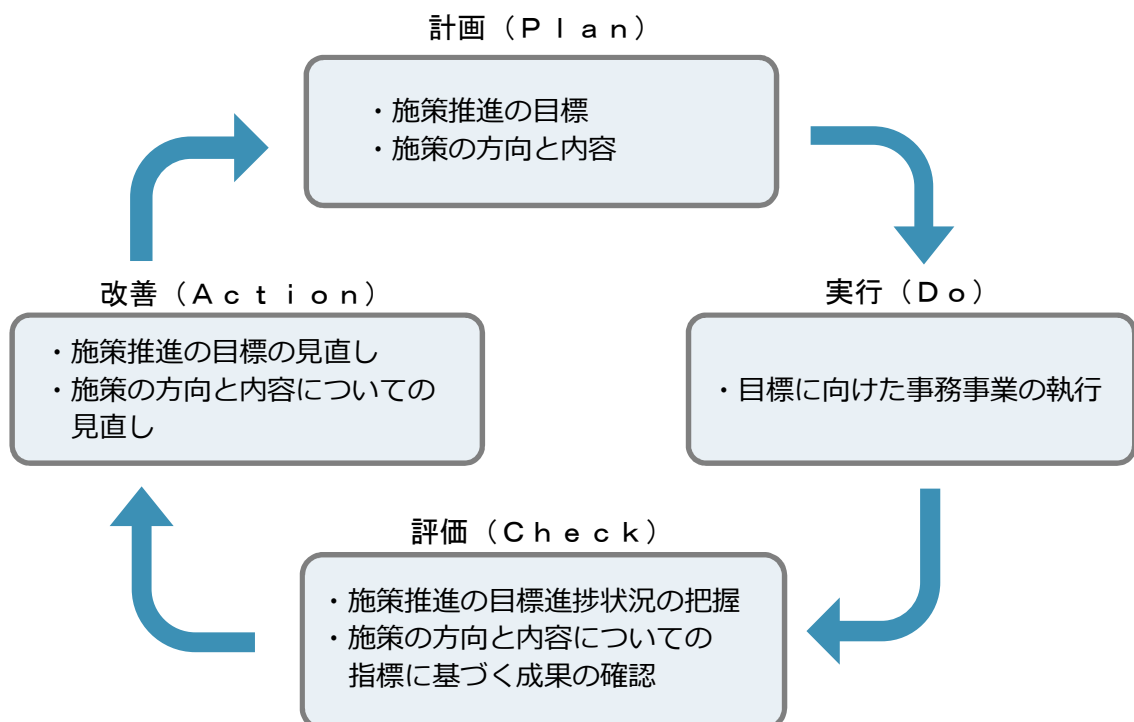 計画（Ｐｌａｎ）
・施策推進の目標
・施策の方向と内容
改善（Ａｃｔｉｏｎ）
・施策推進の目標の見直し
・施策の方向と内容についての
見直し
実行（Ｄｏ）
・目標に向けた事務事業の執行
評価（Ｃｈｅｃｋ）
・施策推進の目標進捗状況の把握
・施策の方向と内容についての
指標に基づく成果の確認